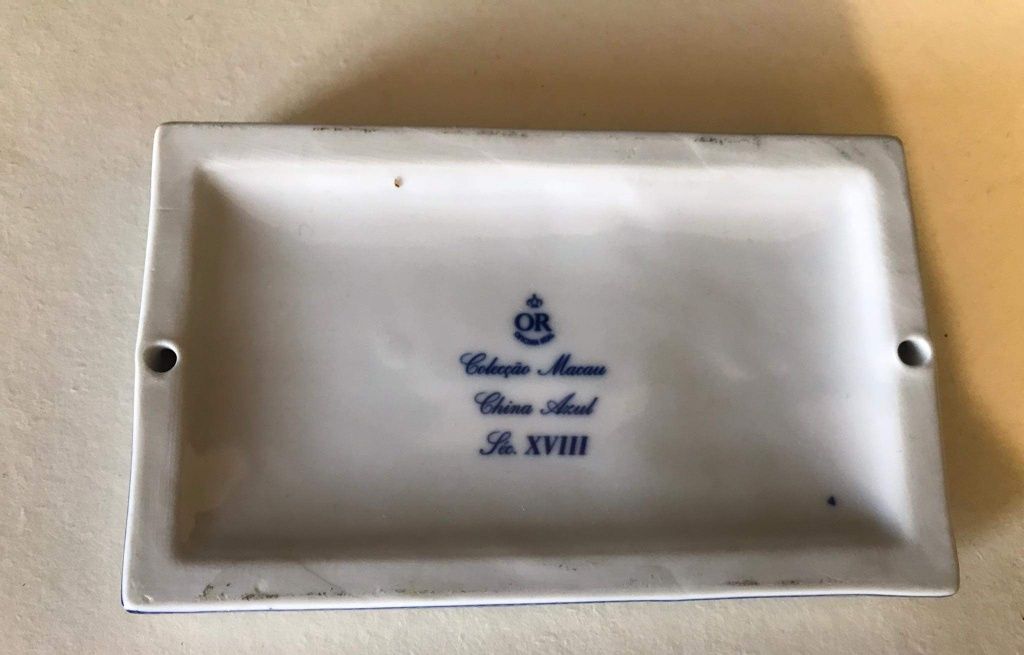 OR
Colecção Macau
China Azul
Séc. XVIII